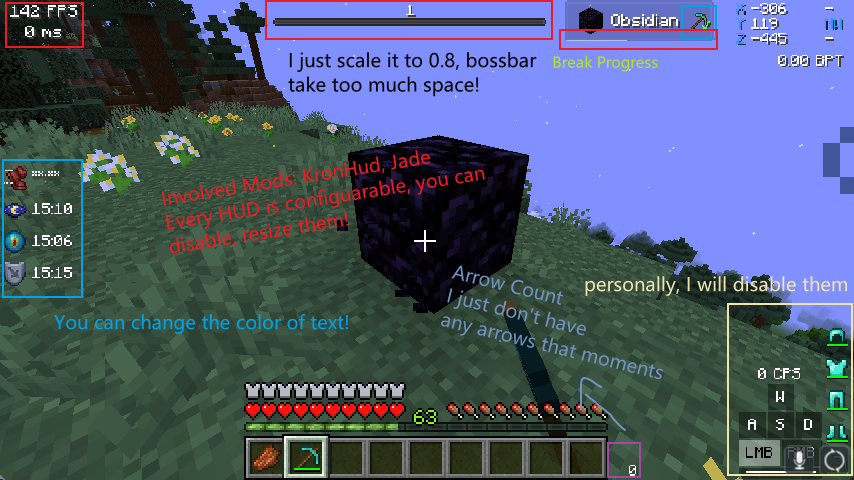 142 FPS
0 ms
1
Obsidian
X -306 -
Y 119 NW
Z -445 -
0.00 BPT
I just scale it to 0.8, bossbar
take too much space!
Break Progress
Involved Mods: KronHud, Jade
Every HUD is configuarable, you can
disable, resize them!
**:**
15:10
15:06
15:15
You can change the color of text!
Arrow Count
I just don't have
any arrows that moments
personally, I will disable them
0 CPS
W
A S D
LMB
63
0